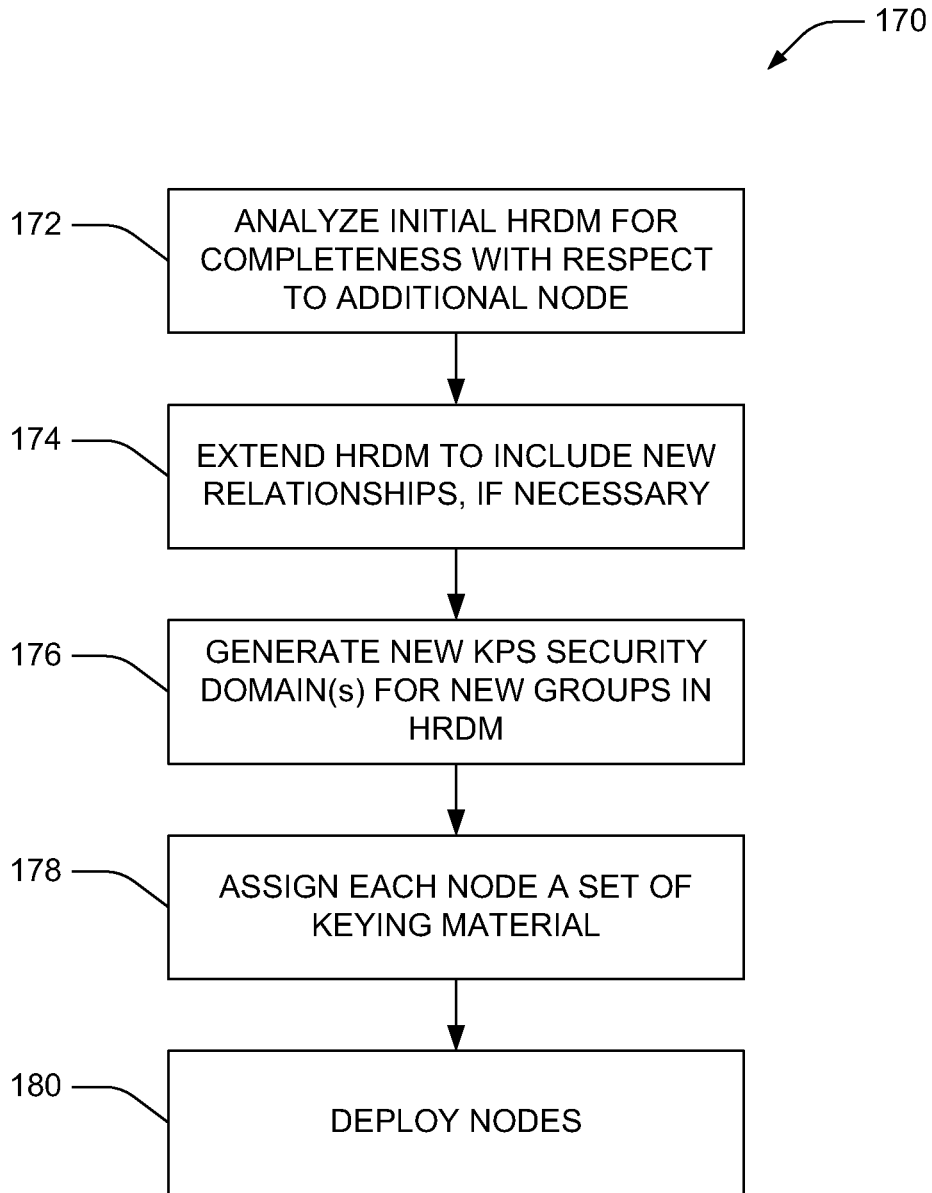 170
172
ANALYZE INITIAL HRDM FOR
COMPLETENESS WITH RESPECT
TO ADDITIONAL NODE
174
EXTEND HRDM TO INCLUDE NEW
RELATIONSHIPS, IF NECESSARY
176
GENERATE NEW KPS SECURITY
DOMAIN(s) FOR NEW GROUPS IN
HRDM
178
ASSIGN EACH NODE A SET OF
KEYING MATERIAL
180
DEPLOY NODES